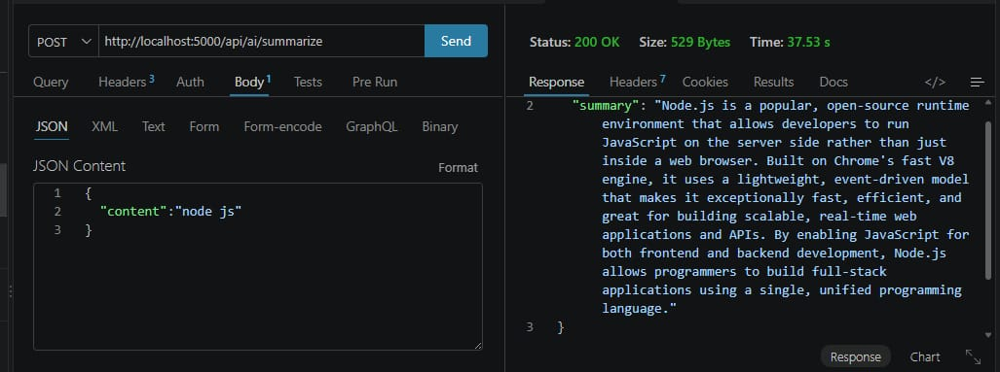 POST http://localhost:5000/api/ai/summarize Send
Query Headers 3 Auth Body 1 Tests Pre Run
JSON XML Text Form Form-encode GraphQL Binary
JSON Content Format
1 {
2 "content":"node js"
3 }
Status: 200 OK Size: 529 Bytes Time: 37.53 s
Response Headers 7 Cookies Results Docs </>
2 "summary": "Node.js is a popular, open-source runtime
environment that allows developers to run
JavaScript on the server side rather than just
inside a web browser. Built on Chrome's fast V8
engine, it uses a lightweight, event-driven model
that makes it exceptionally fast, efficient, and
great for building scalable, real-time web
applications and APIs. By enabling JavaScript for
both frontend and backend development, Node.js
allows programmers to build full-stack
applications using a single, unified programming
language."
3 }
Response Chart